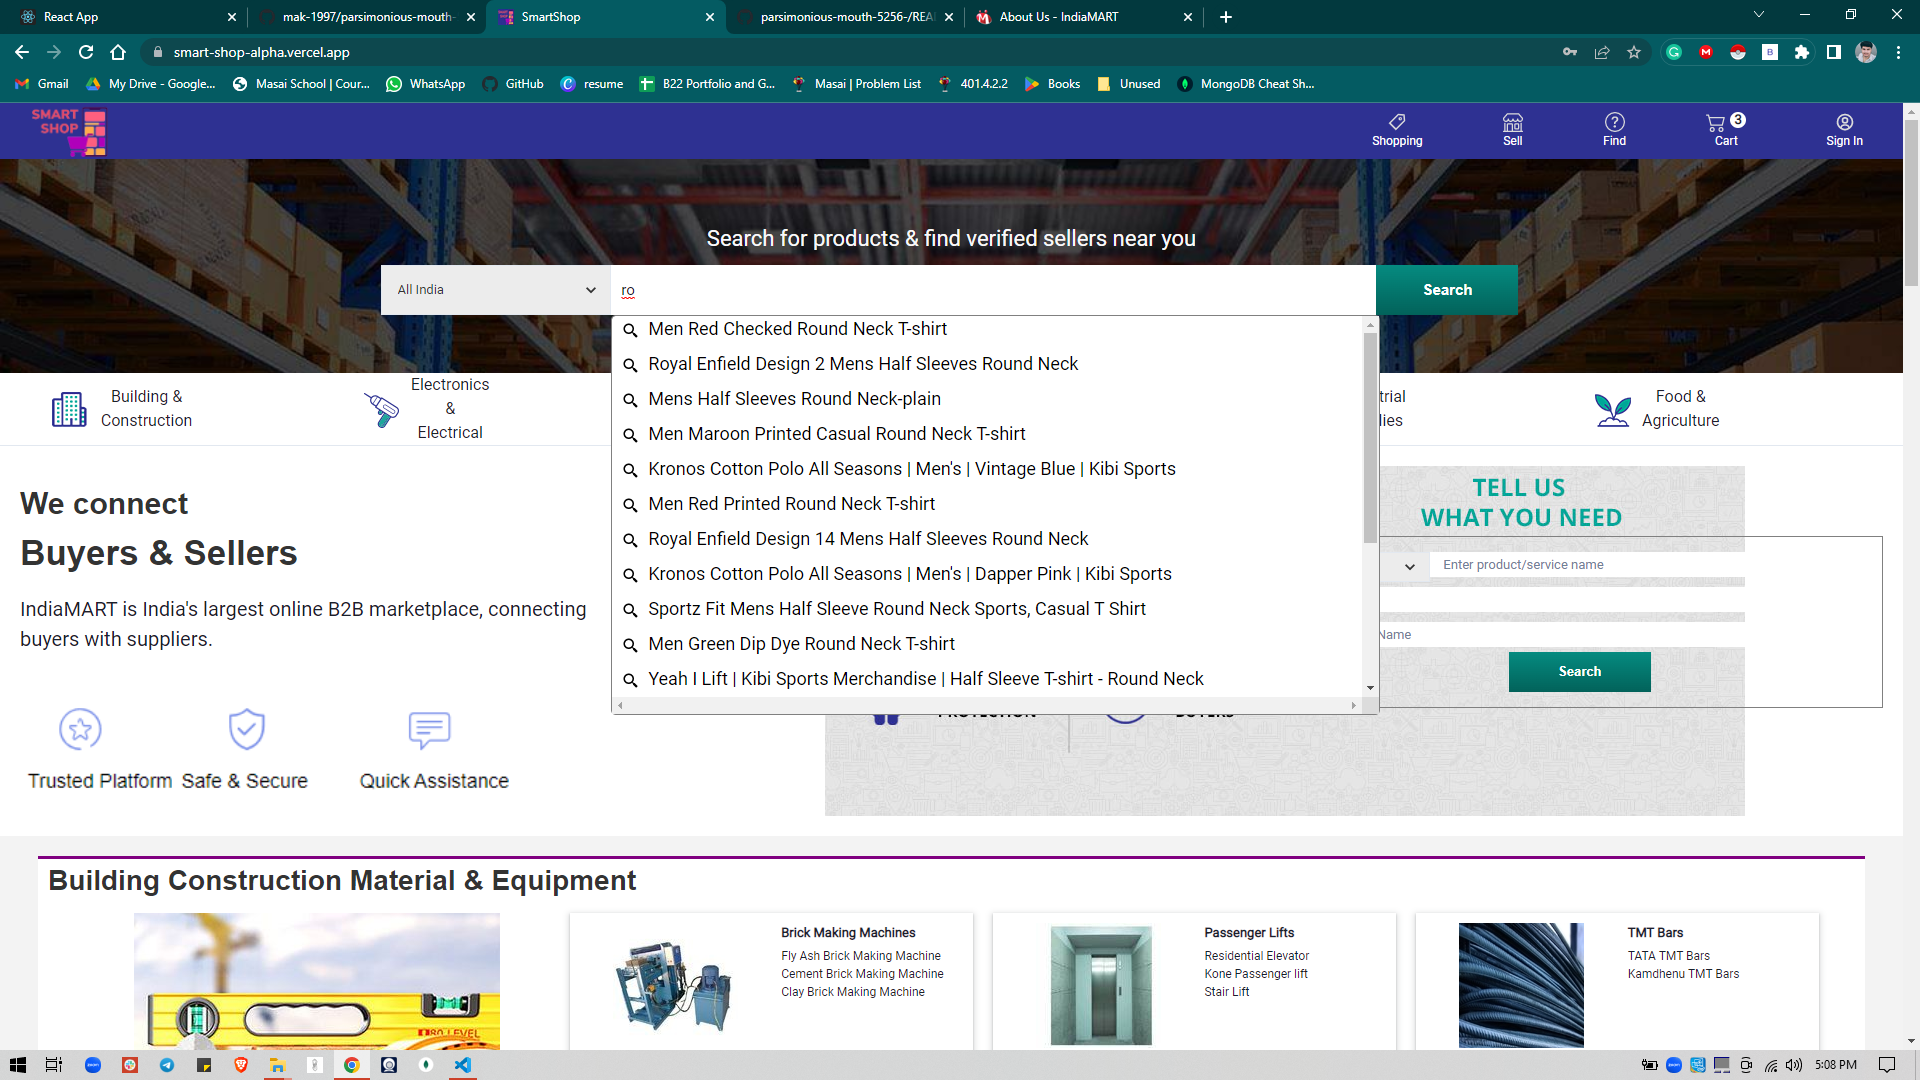 React App
mak-1997/parsimonious-mouth-
SmartShop
parsimonious-mouth-5256-/REA
About Us - IndiaMART
smart-shop-alpha.vercel.app
Gmail
My Drive - Google...
Masai School | Cour...
WhatsApp
GitHub
resume
B22 Portfolio and G...
Masai | Problem List
401.4.2.2
Books
Unused
MongoDB Cheat Sh...
SMART
SHOP
Shopping
Sell
Find
3
Cart
Sign In
Search for products & find verified sellers near you
All India
ro
Search
Men Red Checked Round Neck T-shirt
Royal Enfield Design 2 Mens Half Sleeves Round Neck
Mens Half Sleeves Round Neck-plain
Men Maroon Printed Casual Round Neck T-shirt
Kronos Cotton Polo All Seasons | Men's | Vintage Blue | Kibi Sports
Men Red Printed Round Neck T-shirt
Royal Enfield Design 14 Mens Half Sleeves Round Neck
Kronos Cotton Polo All Seasons | Men's | Dapper Pink | Kibi Sports
Sportz Fit Mens Half Sleeve Round Neck Sports, Casual T Shirt
Men Green Dip Dye Round Neck T-shirt
Yeah I Lift | Kibi Sports Merchandise | Half Sleeve T-shirt - Round Neck
Building &
Construction
Electronics
&
Electrical
trial
lies
Food &
Agriculture
We connect
Buyers & Sellers
IndiaMART is India's largest online B2B marketplace, connecting
buyers with suppliers.
Trusted Platform
Safe & Secure
Quick Assistance
TELL US
WHAT YOU NEED
Enter product/service name
Name
Search
PROTECTION
BUYERS
Building Construction Material & Equipment
Brick Making Machines
Fly Ash Brick Making Machine
Cement Brick Making Machine
Clay Brick Making Machine
Passenger Lifts
Residential Elevator
Kone Passenger lift
Stair Lift
TMT Bars
TATA TMT Bars
Kamdhenu TMT Bars
5:08 PM